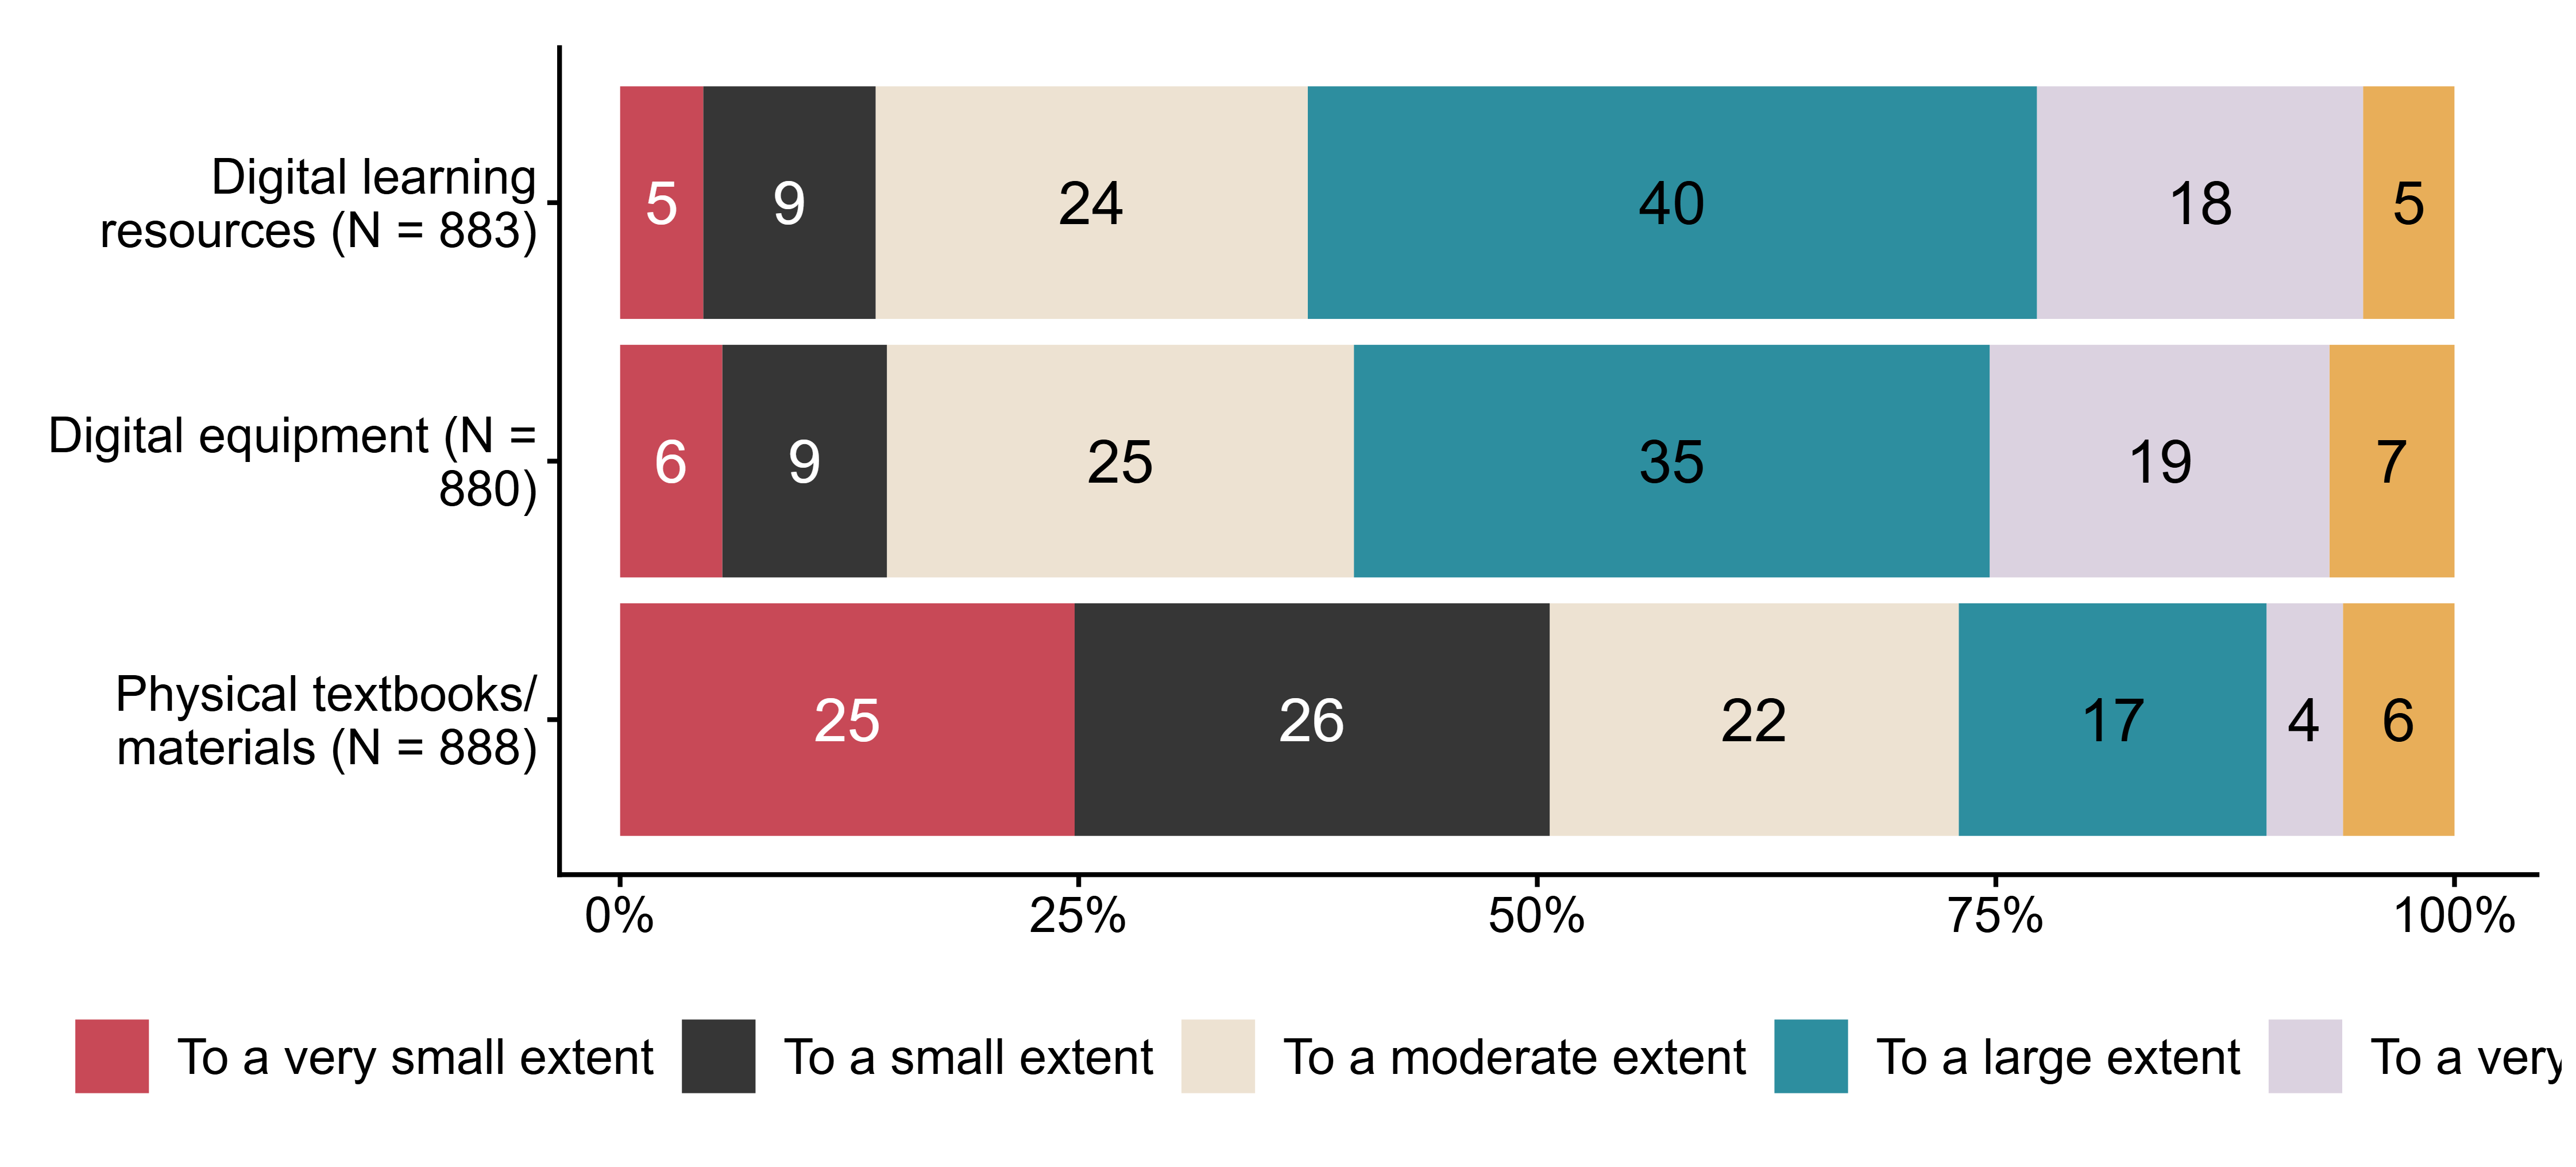 Digital learning
resources (N = 883)
5 9 24 40 18 5
Digital equipment (N =
880)
6 9 25 35 19 7
Physical textbooks/
materials (N = 888)
25 26 22 17 4 6
0% 25% 50% 75% 100%
To a very small extent To a small extent To a moderate extent To a large extent To a very